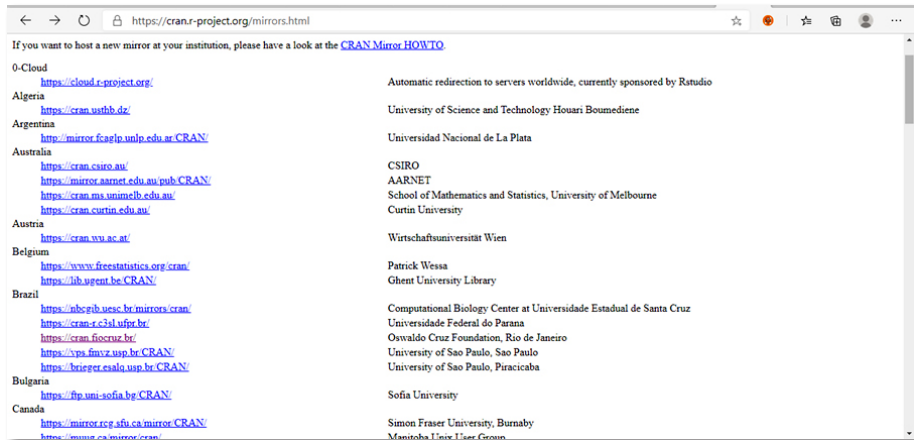 https://cran.r-project.org/mirrors.html
If you want to host a new mirror at your institution, please have a look at the CRAN Mirror HOWTO.
0-Cloud
https://cloud.r-project.org/ Automatic redirection to servers worldwide, currently sponsored by Rstudio
Algeria
https://cran.usthb.dz/ University of Science and Technology Houari Boumediene
Argentina
http://mirror.fcaglp.unlp.edu.ar/CRAN/ Universidad Nacional de La Plata
Australia
https://cran.csiro.au/ CSIRO
https://mirror.aarnet.edu.au/pub/CRAN/ AARNET
https://cran.ms.unimelb.edu.au/ School of Mathematics and Statistics, University of Melbourne
https://cran.curtin.edu.au/ Curtin University
Austria
https://cran.wu.ac.at/ Wirtschaftsuniversität Wien
Belgium
https://www.freestatistics.org/cran/ Patrick Wessa
https://lib.ugent.be/CRAN/ Ghent University Library
Brazil
https://nbcgib.uesc.br/mirrors/cran/ Computational Biology Center at Universidade Estadual de Santa Cruz
https://cran-r.c3sl.ufpr.br/ Universidade Federal do Parana
https://cran.fiocruz.br/ Oswaldo Cruz Foundation, Rio de Janeiro
https://vps.fmvz.usp.br/CRAN/ University of Sao Paulo, Sao Paulo
https://brieger.esalq.usp.br/CRAN/ University of Sao Paulo, Piracicaba
Bulgaria
https://ftp.uni-sofia.bg/CRAN/ Sofia University
Canada
https://mirror.rcg.sfu.ca/mirror/CRAN/ Simon Fraser University, Burnaby
https://muug.ca/mirror/cran/ Manitoba Unix User Group